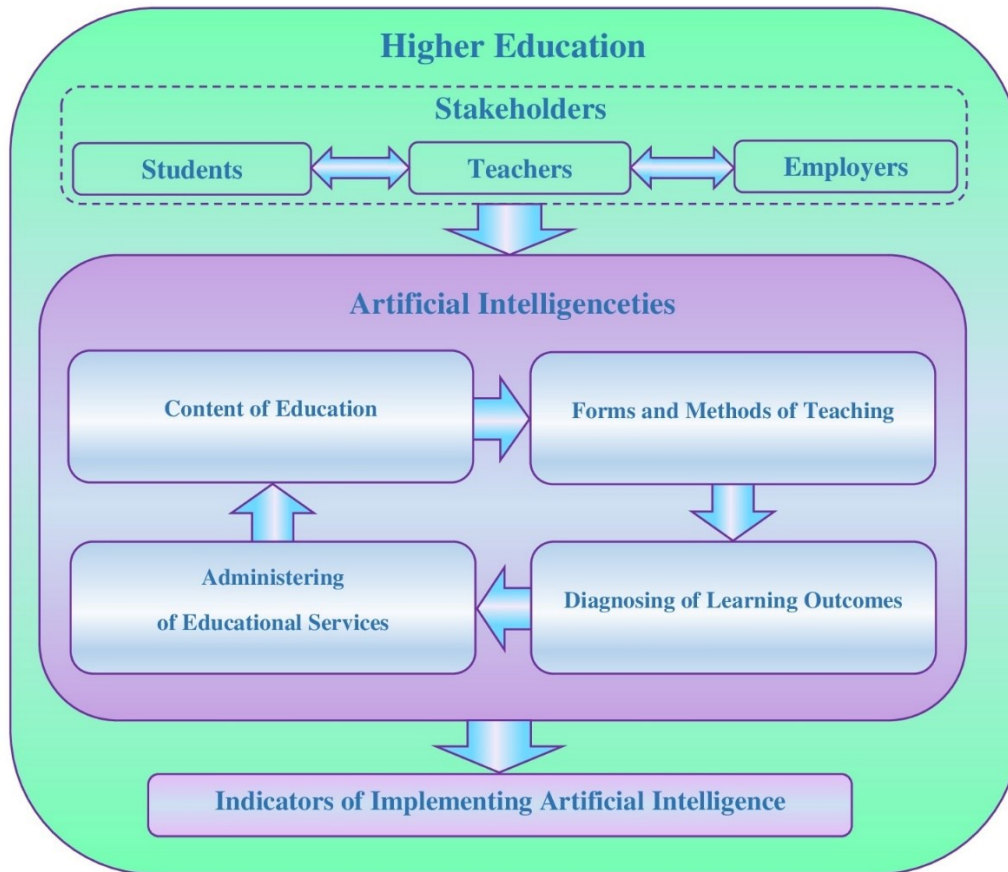 Higher Education
Stakeholders
Students
Teachers
Employers
Artificial Intelligenceties
Content of Education
Forms and Methods of Teaching
Administering
of Educational Services
Diagnosing of Learning Outcomes
Indicators of Implementing Artificial Intelligence